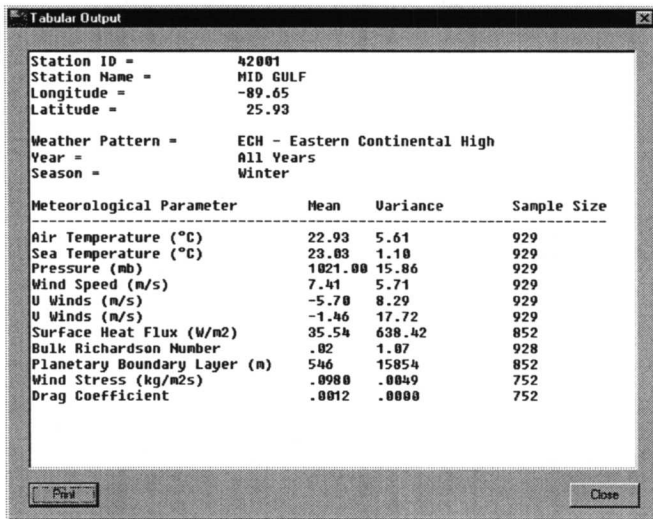 Tabular Output
Station ID = 42001
Station Name = MID GULF
Longitude = -89.65
Latitude = 25.93
Weather Pattern = ECH - Eastern Continental High
Year = All Years
Season = Winter
Meteorological Parameter Mean Variance Sample Size
Air Temperature (°C) 22.93 5.61 929
Sea Temperature (°C) 23.03 1.10 929
Pressure (mb) 1021.00 15.86 929
Wind Speed (m/s) 7.41 5.71 929
U Winds (m/s) -5.70 8.29 929
V Winds (m/s) -1.46 17.72 929
Surface Heat Flux (W/m2) 35.54 638.42 852
Bulk Richardson Number .02 1.07 928
Planetary Boundary Layer (m) 546 15854 852
Wind Stress (kg/m2s) .0980 .0049 752
Drag Coefficient .0012 .0000 752
Print Close